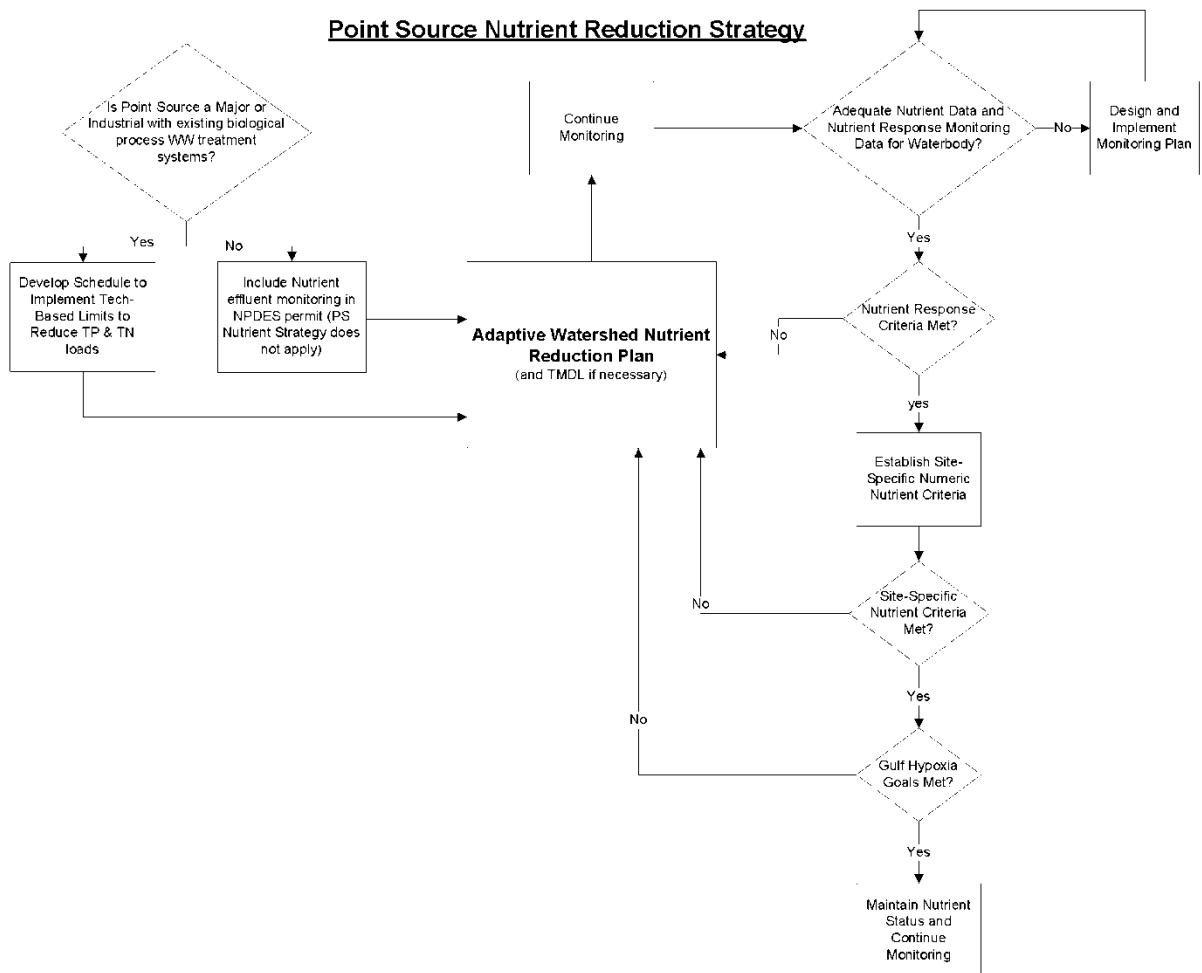 Point Source Nutrient Reduction Strategy
Is Point Source a Major or
Industrial with existing biological
process WW treatment
systems?
Yes
No
Develop Schedule to
Implement Tech-
Based Limits to
Reduce TP & TN
loads
Include Nutrient
effluent monitoring in
NPDES permit (PS
Nutrient Strategy does
not apply)
Continue
Monitoring
Adaptive Watershed Nutrient
Reduction Plan
(and TMDL if necessary)
Adequate Nutrient Data and
Nutrient Response Monitoring
Data for Waterbody?
No
Design and
Implement
Monitoring Plan
Yes
Nutrient Response
Criteria Met?
No
yes
Establish Site-
Specific Numeric
Nutrient Criteria
Site-Specific
Nutrient Criteria
Met?
No
Yes
Gulf Hypoxia
Goals Met?
No
Yes
Maintain Nutrient
Status and
Continue
Monitoring